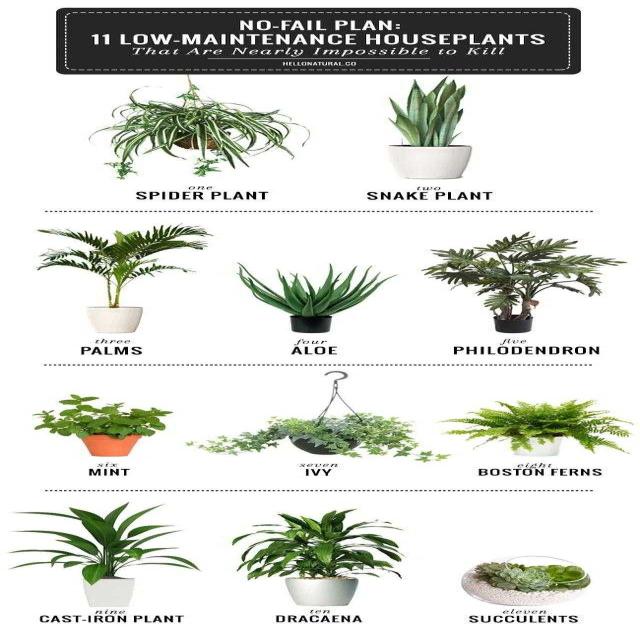 NO-FAIL PLAN:
11 LOW-MAINTENANCE HOUSEPLANTS
That Are Nearly Impossible to Kill
HELLONATURAL.CO
one
SPIDER PLANT
two
SNAKE PLANT
three
PALMS
four
ALOE
five
PHILODENDRON
six
MINT
seven
IVY
eight
BOSTON FERNS
nine
CAST-IRON PLANT
ten
DRACAENA
eleven
SUCCULENTS